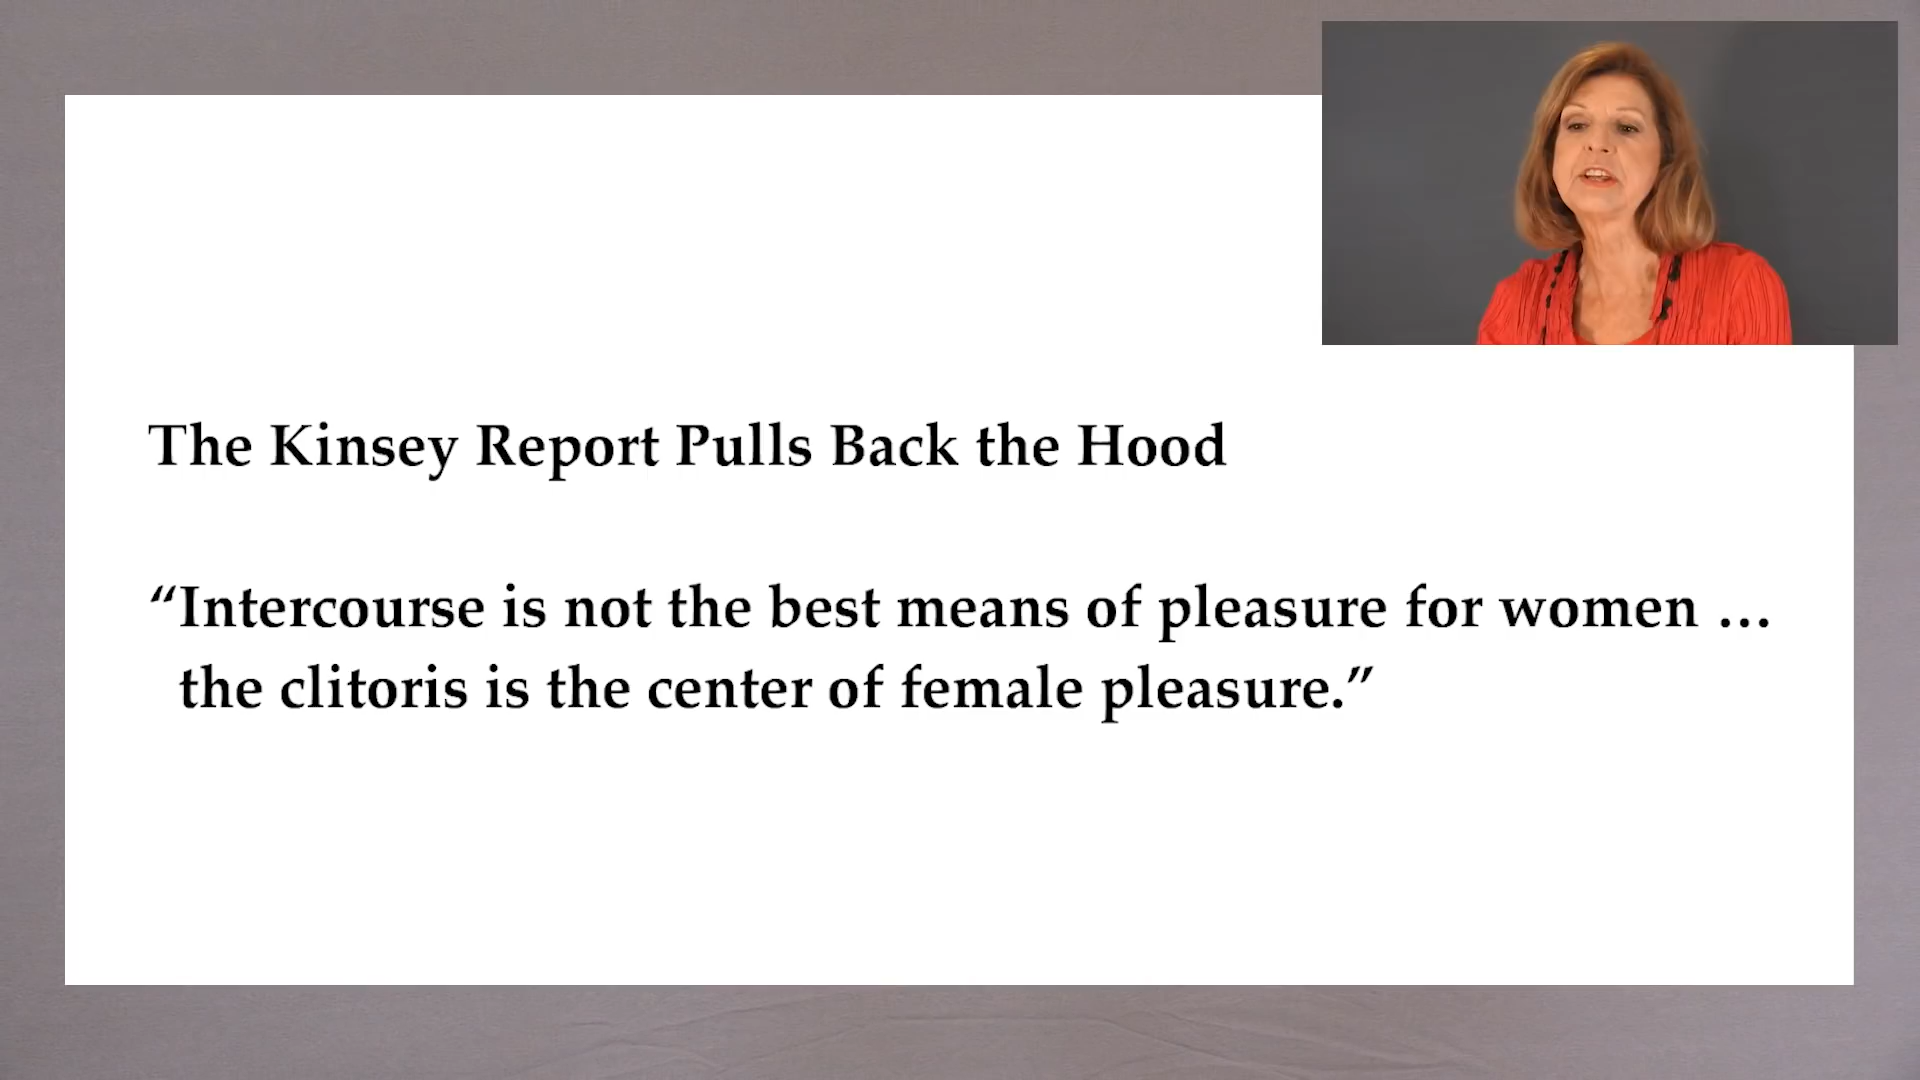 The Kinsey Report Pulls Back the Hood
“Intercourse is not the best means of pleasure for women …
the clitoris is the center of female pleasure.”